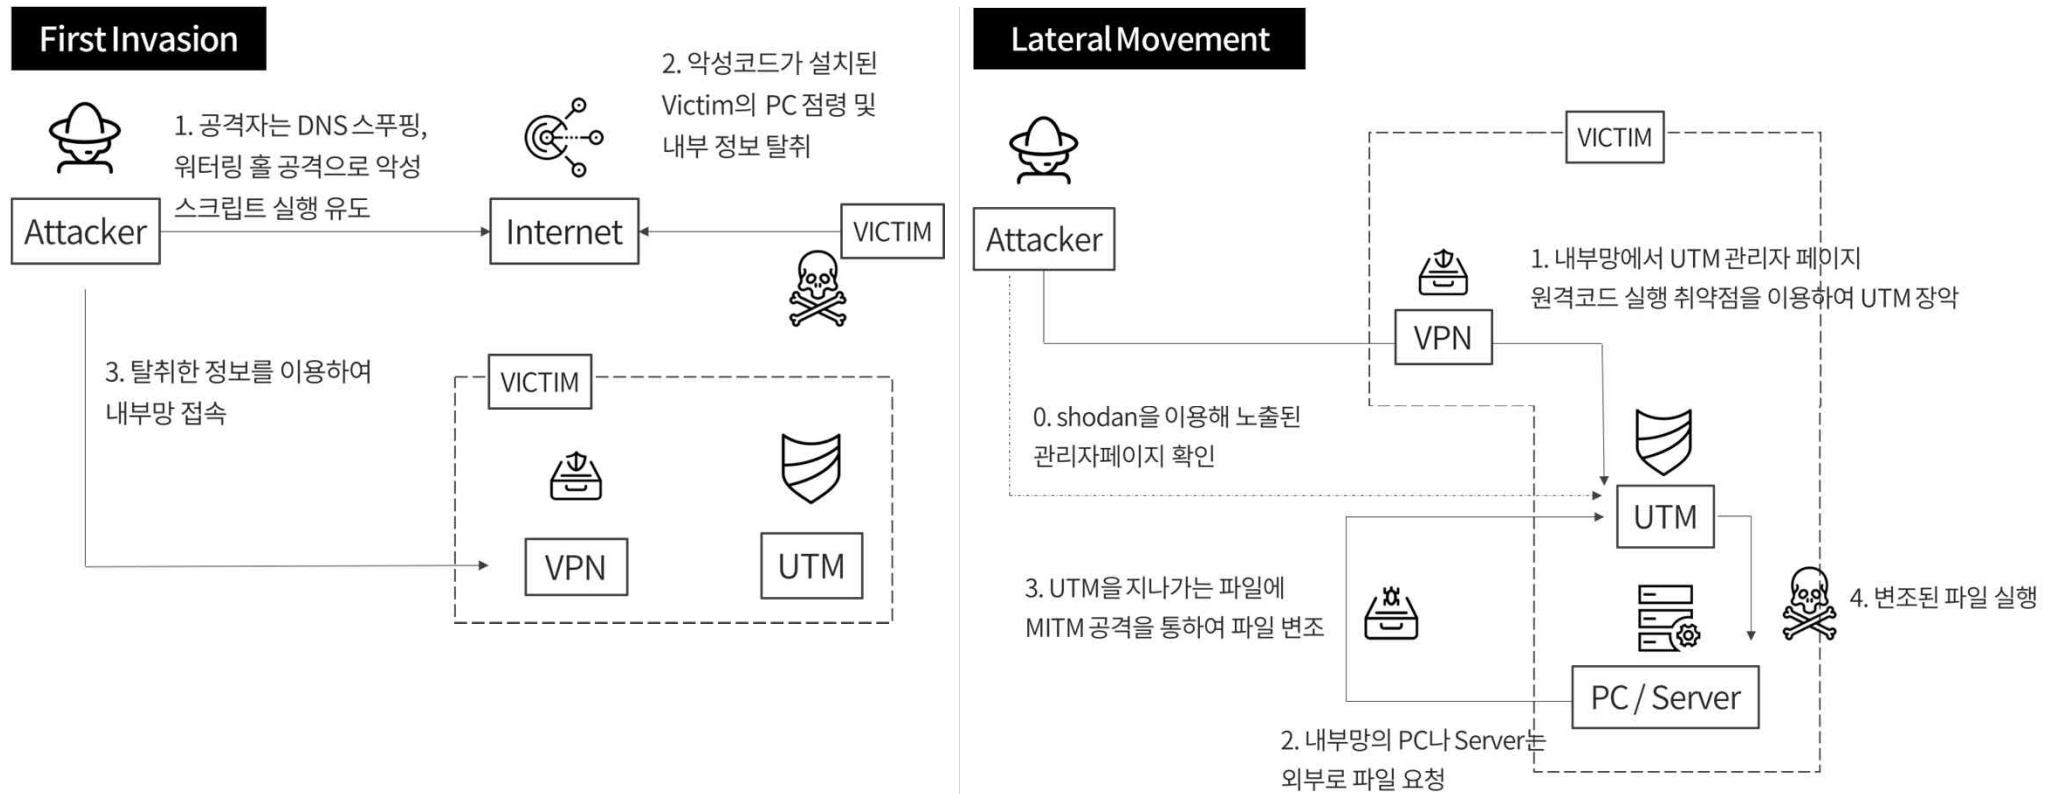 First Invasion
1. 공격자는 DNS 스푸핑,
워터링 홀 공격으로 악성
스크립트 실행 유도
2. 악성코드가 설치된
Victim의 PC 점령 및
내부 정보 탈취
Attacker
Internet
VICTIM
3. 탈취한 정보를 이용하여
내부망 접속
VICTIM
VPN
UTM
Lateral Movement
VICTIM
Attacker
1. 내부망에서 UTM 관리자 페이지
원격코드 실행 취약점을 이용하여 UTM 장악
VPN
0. shodan을 이용해 노출된
관리자페이지 확인
UTM
3. UTM을 지나가는 파일에
MITM 공격을 통하여 파일 변조
4. 변조된 파일 실행
PC / Server
2. 내부망의 PC나 Server는
외부로 파일 요청